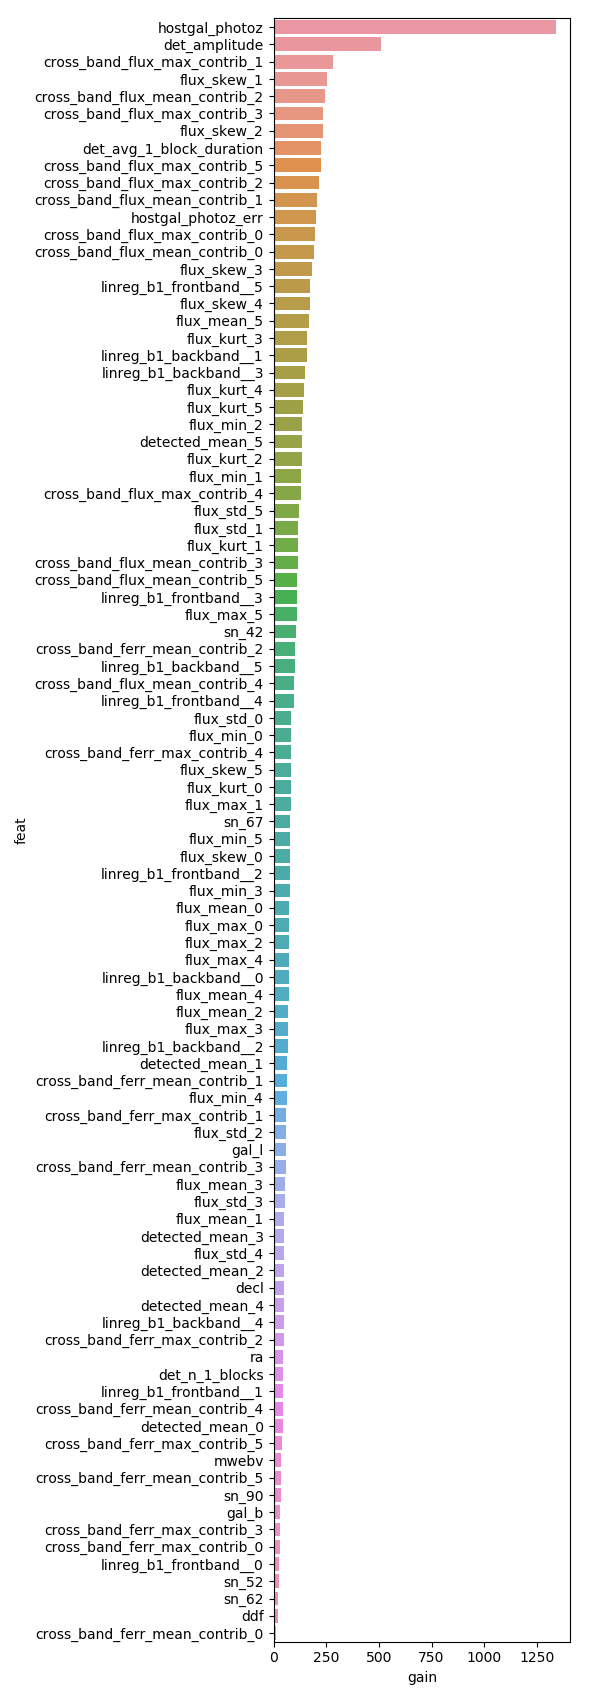 hostgal_photoz
det_amplitude
cross_band_flux_max_contrib_1
flux_skew_1
cross_band_flux_mean_contrib_2
cross_band_flux_max_contrib_3
flux_skew_2
det_avg_1_block_duration
cross_band_flux_max_contrib_5
cross_band_flux_max_contrib_2
cross_band_flux_mean_contrib_1
hostgal_photoz_err
cross_band_flux_max_contrib_0
cross_band_flux_mean_contrib_0
flux_skew_3
linreg_b1_frontband__5
flux_skew_4
flux_mean_5
flux_kurt_3
linreg_b1_backband__1
linreg_b1_backband__3
flux_kurt_4
flux_kurt_5
flux_min_2
detected_mean_5
flux_kurt_2
flux_min_1
cross_band_flux_max_contrib_4
flux_std_5
flux_std_1
flux_kurt_1
cross_band_flux_mean_contrib_3
cross_band_flux_mean_contrib_5
linreg_b1_frontband__3
flux_max_5
sn_42
cross_band_ferr_mean_contrib_2
linreg_b1_backband__5
cross_band_flux_mean_contrib_4
linreg_b1_frontband__4
flux_std_0
flux_min_0
cross_band_ferr_max_contrib_4
flux_skew_5
flux_kurt_0
flux_max_1
sn_67
flux_min_5
flux_skew_0
linreg_b1_frontband__2
flux_min_3
flux_mean_0
flux_max_0
flux_max_2
flux_max_4
linreg_b1_backband__0
flux_mean_4
flux_mean_2
flux_max_3
linreg_b1_backband__2
detected_mean_1
cross_band_ferr_mean_contrib_1
flux_min_4
cross_band_ferr_max_contrib_1
flux_std_2
gal_l
cross_band_ferr_mean_contrib_3
flux_mean_3
flux_std_3
flux_mean_1
detected_mean_3
flux_std_4
detected_mean_2
decl
detected_mean_4
linreg_b1_backband__4
cross_band_ferr_max_contrib_2
ra
det_n_1_blocks
linreg_b1_frontband__1
cross_band_ferr_mean_contrib_4
detected_mean_0
cross_band_ferr_max_contrib_5
mwebv
cross_band_ferr_mean_contrib_5
sn_90
gal_b
cross_band_ferr_max_contrib_3
cross_band_ferr_max_contrib_0
linreg_b1_frontband__0
sn_52
sn_62
ddf
cross_band_ferr_mean_contrib_0
feat
0 250 500 750 1000 1250
gain